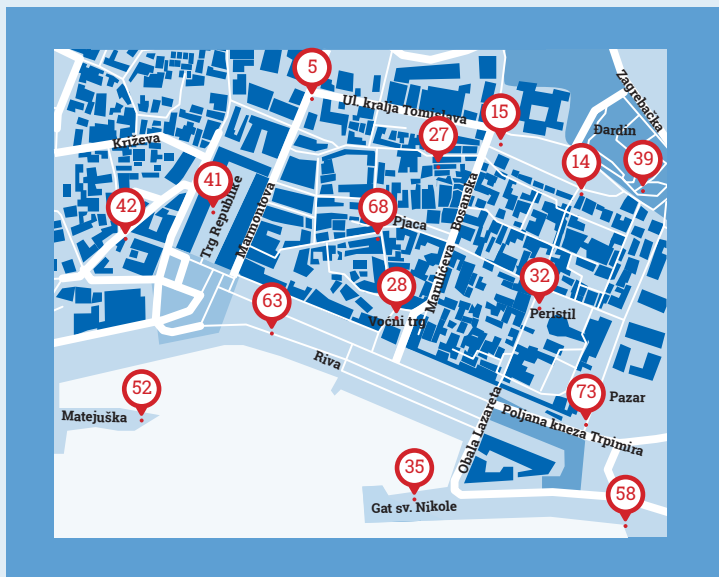 5
Ul. kralja Tomislava
15
Zagrebačka
Đardin
27
14
39
Križeva
41
Trg Republike
Marmontova
42
68
Pjaca
Bosanska
Marulićeva
63
28
Voćni trg
32
Peristil
Riva
52
Matejuška
73
Pazar
Poljana kneza Trpimira
Obala Lazareta
35
Gat sv. Nikole
58